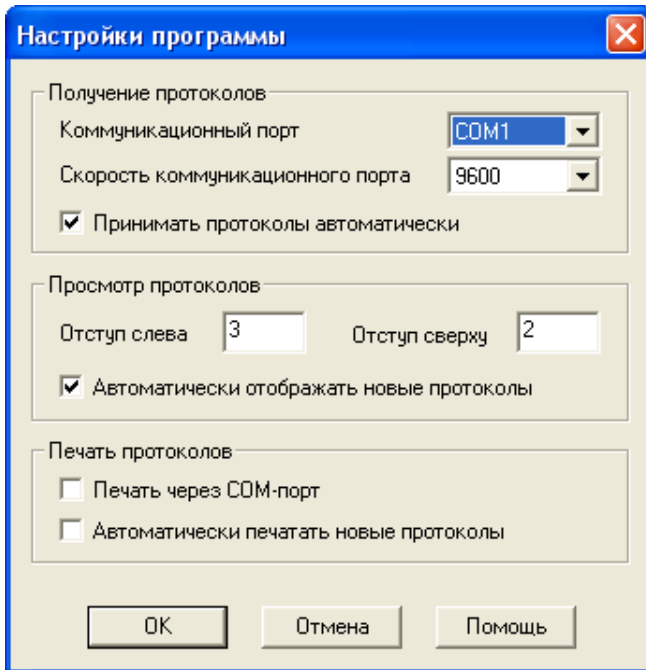 Настройки программы
Получение протоколов
Коммуникационный порт COM1
Скорость коммуникационного порта 9600
Принимать протоколы автоматически
Просмотр протоколов
Отступ слева 3 Отступ сверху 2
Автоматически отображать новые протоколы
Печать протоколов
Печать через COM-порт
Автоматически печатать новые протоколы
OK Отмена Помощь